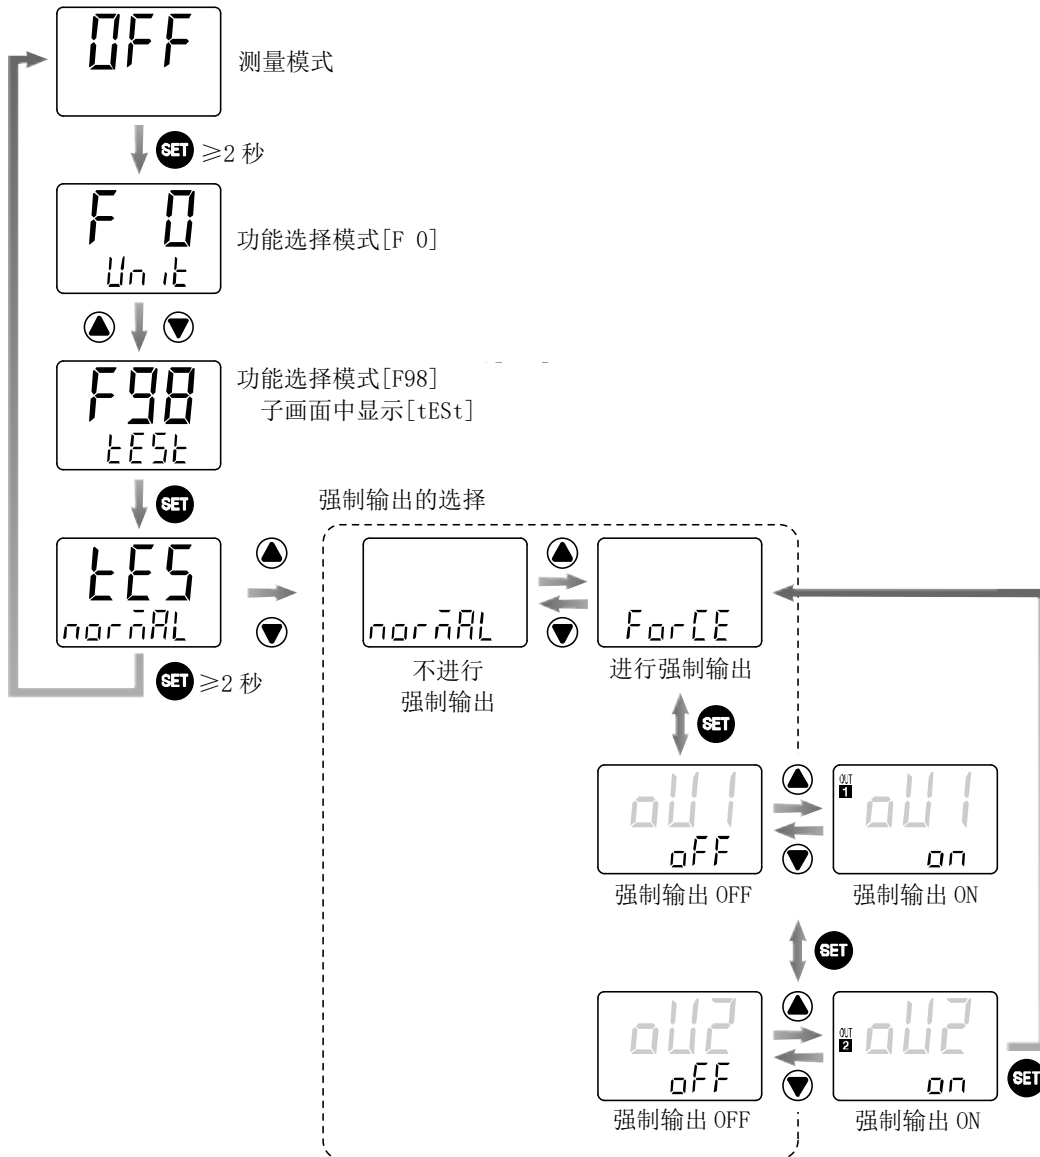 OFF
测量模式
SET ≥2 秒
F 0
Unit
功能选择模式[F 0]
F98
tESt
功能选择模式[F98]
子画面中显示[tESt]
SET
强制输出的选择
tES
normAL
normAL
ForCE
SET ≥2 秒
不进行
强制输出
进行强制输出
SET
oU1
oFF
OUT
1
oU1
on
强制输出 OFF
强制输出 ON
SET
oU2
oFF
OUT
2
oU2
on
SET
强制输出 OFF
强制输出 ON